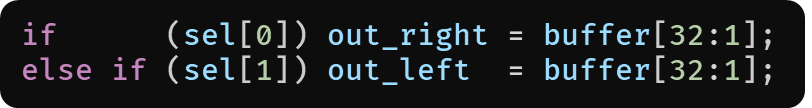 if      (sel[0]) out_right = buffer[32:1];
else if (sel[1]) out_left  = buffer[32:1];